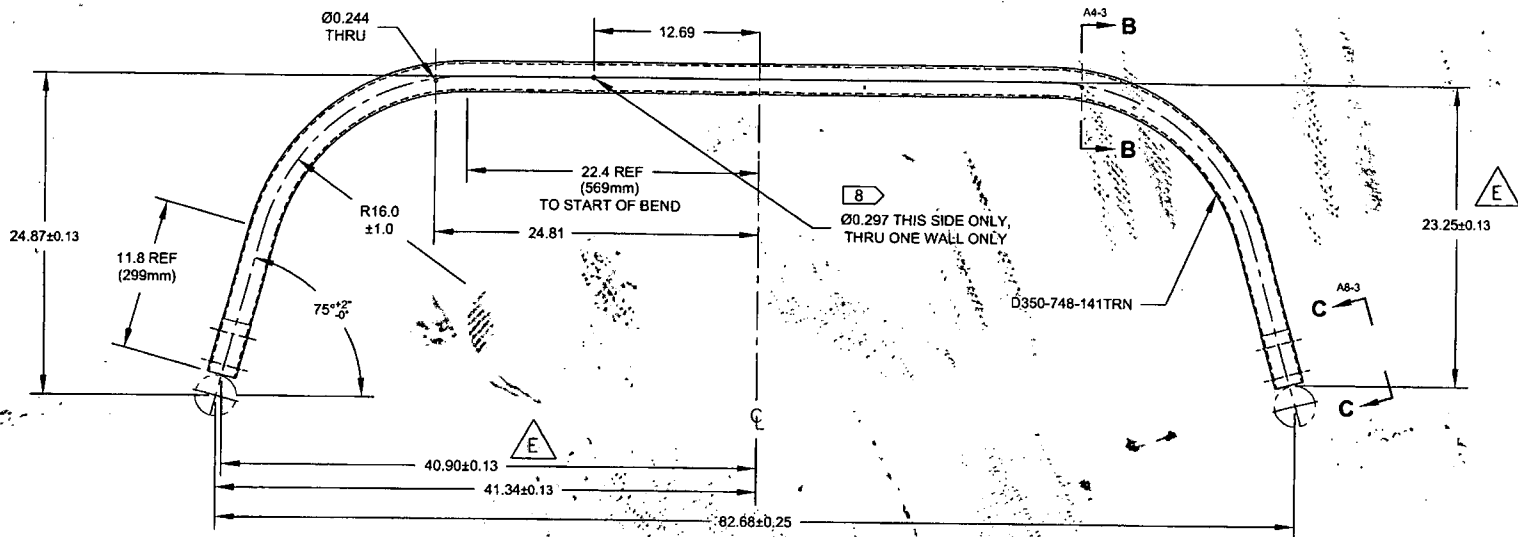 Ø0.244
THRU
12.69
A4-3
B
B
22.4 REF
(569mm)
TO START OF BEND
24.81
R16.0
±1.0
24.87±0.13
11.8 REF
(299mm)
75°+2°
-0°
8
Ø0.297 THIS SIDE ONLY,
THRU ONE WALL ONLY
D350-748-141TRN
E
23.25±0.13
A8-3
C
C
E
40.90±0.13
41.34±0.13
82.68±0.25